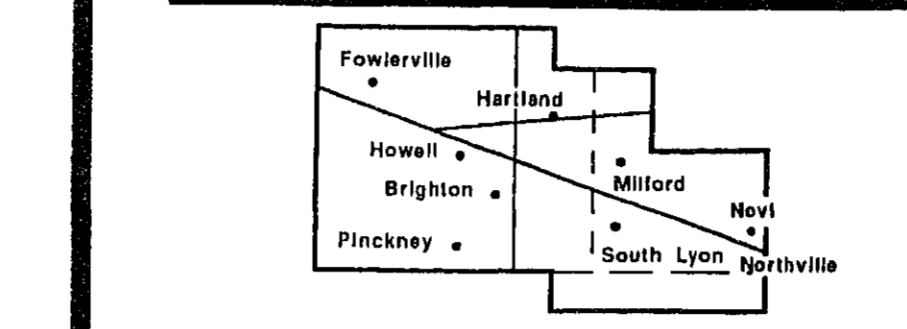 Fowlerville
Hartland
Howell
Milford
Brighton
Novi
Pinckney
South Lyon
Northville